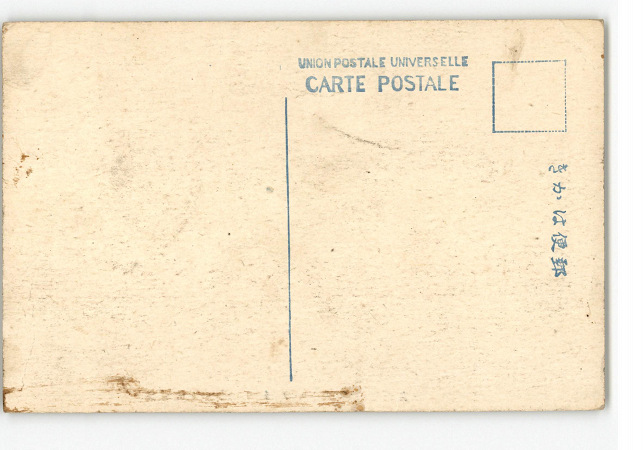 UNION POSTALE UNIVERSELLE
CARTE POSTALE
きかは便郵